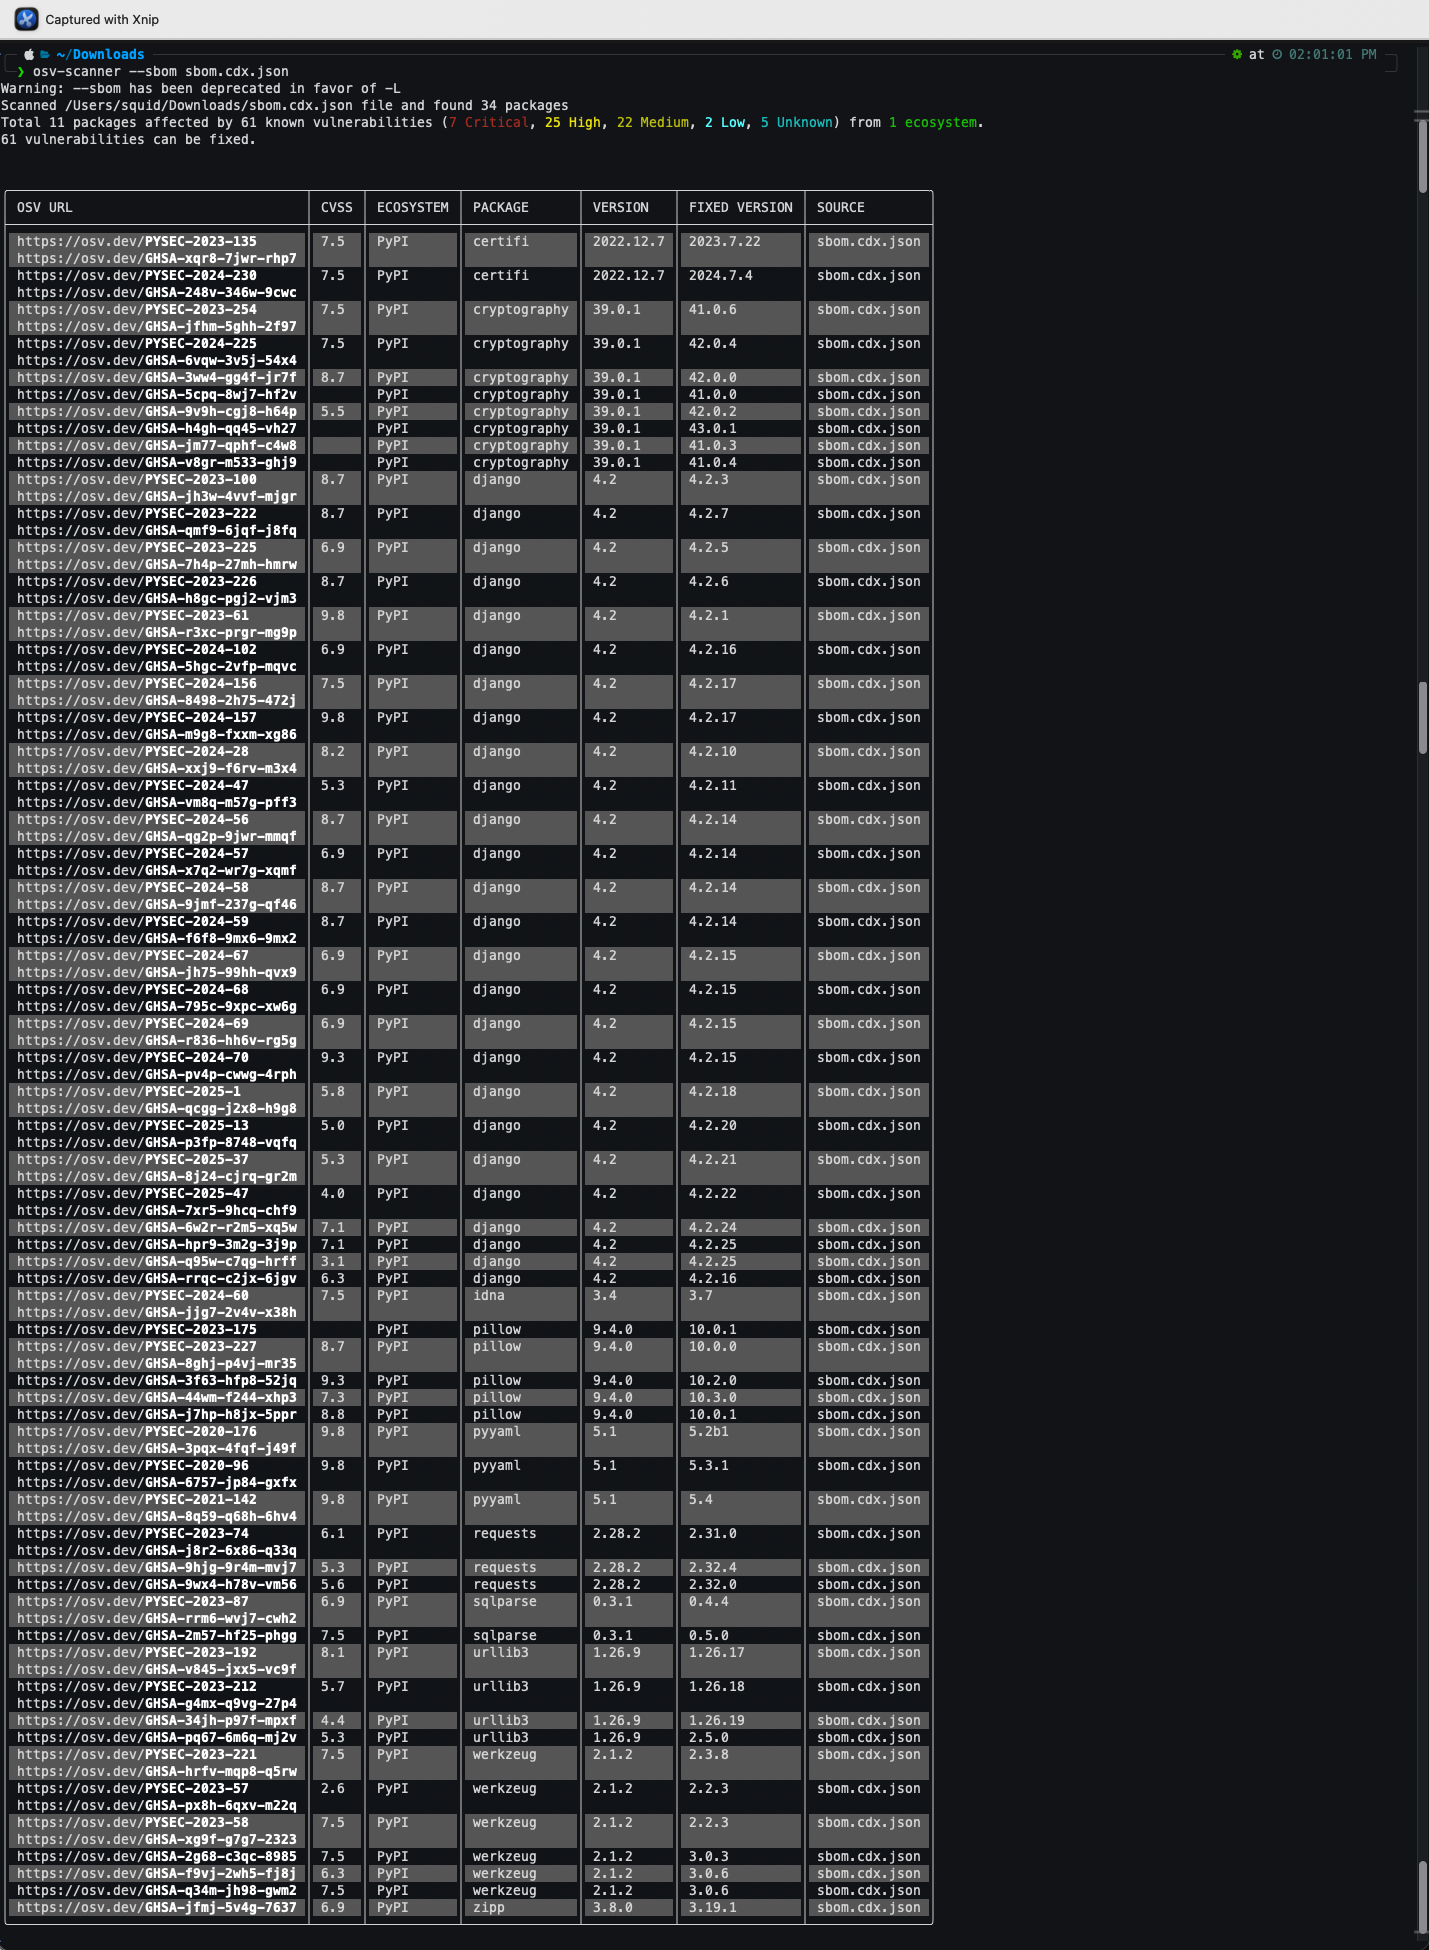 Captured with Xnip
~/Downloads at 02:01:01 PM
❯ osv-scanner --sbom sbom.cdx.json
Warning: --sbom has been deprecated in favor of -L
Scanned /Users/squid/Downloads/sbom.cdx.json file and found 34 packages
Total 11 packages affected by 61 known vulnerabilities (7 Critical, 25 High, 22 Medium, 2 Low, 5 Unknown) from 1 ecosystem.
61 vulnerabilities can be fixed.
OSV URL CVSS ECOSYSTEM PACKAGE VERSION FIXED VERSION SOURCE
https://osv.dev/PYSEC-2023-135 7.5 PyPI certifi 2022.12.7 2023.7.22 sbom.cdx.json
https://osv.dev/GHSA-xqr8-7jwr-rhp7
https://osv.dev/PYSEC-2024-230 7.5 PyPI certifi 2022.12.7 2024.7.4 sbom.cdx.json
https://osv.dev/GHSA-248v-346w-9cwc
https://osv.dev/PYSEC-2023-254 7.5 PyPI cryptography 39.0.1 41.0.6 sbom.cdx.json
https://osv.dev/GHSA-jfhm-5ghh-2f97
https://osv.dev/PYSEC-2024-225 7.5 PyPI cryptography 39.0.1 42.0.4 sbom.cdx.json
https://osv.dev/GHSA-6vqw-3v5j-54x4
https://osv.dev/GHSA-3ww4-gg4f-jr7f 8.7 PyPI cryptography 39.0.1 42.0.0 sbom.cdx.json
https://osv.dev/GHSA-5cpq-8wj7-hf2v PyPI cryptography 39.0.1 41.0.0 sbom.cdx.json
https://osv.dev/GHSA-9v9h-cgj8-h64p 5.5 PyPI cryptography 39.0.1 42.0.2 sbom.cdx.json
https://osv.dev/GHSA-h4gh-qq45-vh27 PyPI cryptography 39.0.1 43.0.1 sbom.cdx.json
https://osv.dev/GHSA-jm77-qphf-c4w8 PyPI cryptography 39.0.1 41.0.3 sbom.cdx.json
https://osv.dev/GHSA-v8gr-m533-ghj9 PyPI cryptography 39.0.1 41.0.4 sbom.cdx.json
https://osv.dev/PYSEC-2023-100 8.7 PyPI django 4.2 4.2.3 sbom.cdx.json
https://osv.dev/GHSA-jh3w-4vvf-mjgr
https://osv.dev/PYSEC-2023-222 8.7 PyPI django 4.2 4.2.7 sbom.cdx.json
https://osv.dev/GHSA-qmf9-6jqf-j8fq
https://osv.dev/PYSEC-2023-225 6.9 PyPI django 4.2 4.2.5 sbom.cdx.json
https://osv.dev/GHSA-7h4p-27mh-hmrw
https://osv.dev/PYSEC-2023-226 8.7 PyPI django 4.2 4.2.6 sbom.cdx.json
https://osv.dev/GHSA-h8gc-pgj2-vjm3
https://osv.dev/PYSEC-2023-61 9.8 PyPI django 4.2 4.2.1 sbom.cdx.json
https://osv.dev/GHSA-r3xc-prgr-mg9p
https://osv.dev/PYSEC-2024-102 6.9 PyPI django 4.2 4.2.16 sbom.cdx.json
https://osv.dev/GHSA-5hgc-2vfp-mqvc
https://osv.dev/PYSEC-2024-156 7.5 PyPI django 4.2 4.2.17 sbom.cdx.json
https://osv.dev/GHSA-8498-2h75-472j
https://osv.dev/PYSEC-2024-157 9.8 PyPI django 4.2 4.2.17 sbom.cdx.json
https://osv.dev/GHSA-m9g8-fxxm-xg86
https://osv.dev/PYSEC-2024-28 8.2 PyPI django 4.2 4.2.10 sbom.cdx.json
https://osv.dev/GHSA-xxj9-f6rv-m3x4
https://osv.dev/PYSEC-2024-47 5.3 PyPI django 4.2 4.2.11 sbom.cdx.json
https://osv.dev/GHSA-vm8q-m57g-pff3
https://osv.dev/PYSEC-2024-56 8.7 PyPI django 4.2 4.2.14 sbom.cdx.json
https://osv.dev/GHSA-qg2p-9jwr-mmqf
https://osv.dev/PYSEC-2024-57 6.9 PyPI django 4.2 4.2.14 sbom.cdx.json
https://osv.dev/GHSA-x7q2-wr7g-xqmf
https://osv.dev/PYSEC-2024-58 8.7 PyPI django 4.2 4.2.14 sbom.cdx.json
https://osv.dev/GHSA-9jmf-237g-qf46
https://osv.dev/PYSEC-2024-59 8.7 PyPI django 4.2 4.2.14 sbom.cdx.json
https://osv.dev/GHSA-f6f8-9mx6-9mx2
https://osv.dev/PYSEC-2024-67 6.9 PyPI django 4.2 4.2.15 sbom.cdx.json
https://osv.dev/GHSA-jh75-99hh-qvx9
https://osv.dev/PYSEC-2024-68 6.9 PyPI django 4.2 4.2.15 sbom.cdx.json
https://osv.dev/GHSA-795c-9xpc-xw6g
https://osv.dev/PYSEC-2024-69 6.9 PyPI django 4.2 4.2.15 sbom.cdx.json
https://osv.dev/GHSA-r836-hh6v-rg5g
https://osv.dev/PYSEC-2024-70 9.3 PyPI django 4.2 4.2.15 sbom.cdx.json
https://osv.dev/GHSA-pv4p-cwwg-4rph
https://osv.dev/PYSEC-2025-1 5.8 PyPI django 4.2 4.2.18 sbom.cdx.json
https://osv.dev/GHSA-qcgg-j2x8-h9g8
https://osv.dev/PYSEC-2025-13 5.0 PyPI django 4.2 4.2.20 sbom.cdx.json
https://osv.dev/GHSA-p3fp-8748-vqfq
https://osv.dev/PYSEC-2025-37 5.3 PyPI django 4.2 4.2.21 sbom.cdx.json
https://osv.dev/GHSA-8j24-cjrq-gr2m
https://osv.dev/PYSEC-2025-47 4.0 PyPI django 4.2 4.2.22 sbom.cdx.json
https://osv.dev/GHSA-7xr5-9hcq-chf9
https://osv.dev/GHSA-6w2r-r2m5-xq5w 7.1 PyPI django 4.2 4.2.24 sbom.cdx.json
https://osv.dev/GHSA-hpr9-3m2g-3j9p 7.1 PyPI django 4.2 4.2.25 sbom.cdx.json
https://osv.dev/GHSA-q95w-c7qg-hrff 3.1 PyPI django 4.2 4.2.25 sbom.cdx.json
https://osv.dev/GHSA-rrqc-c2jx-6jgv 6.3 PyPI django 4.2 4.2.16 sbom.cdx.json
https://osv.dev/PYSEC-2024-60 7.5 PyPI idna 3.4 3.7 sbom.cdx.json
https://osv.dev/GHSA-jjg7-2v4v-x38h
https://osv.dev/PYSEC-2023-175 PyPI pillow 9.4.0 10.0.1 sbom.cdx.json
https://osv.dev/PYSEC-2023-227 8.7 PyPI pillow 9.4.0 10.0.0 sbom.cdx.json
https://osv.dev/GHSA-8ghj-p4vj-mr35
https://osv.dev/GHSA-3f63-hfp8-52jq 9.3 PyPI pillow 9.4.0 10.2.0 sbom.cdx.json
https://osv.dev/GHSA-44wm-f244-xhp3 7.3 PyPI pillow 9.4.0 10.3.0 sbom.cdx.json
https://osv.dev/GHSA-j7hp-h8jx-5ppr 8.8 PyPI pillow 9.4.0 10.0.1 sbom.cdx.json
https://osv.dev/PYSEC-2020-176 9.8 PyPI pyyaml 5.1 5.2b1 sbom.cdx.json
https://osv.dev/GHSA-3pqx-4fqf-j49f
https://osv.dev/PYSEC-2020-96 9.8 PyPI pyyaml 5.1 5.3.1 sbom.cdx.json
https://osv.dev/GHSA-6757-jp84-gxfx
https://osv.dev/PYSEC-2021-142 9.8 PyPI pyyaml 5.1 5.4 sbom.cdx.json
https://osv.dev/GHSA-8q59-q68h-6hv4
https://osv.dev/PYSEC-2023-74 6.1 PyPI requests 2.28.2 2.31.0 sbom.cdx.json
https://osv.dev/GHSA-j8r2-6x86-q33q
https://osv.dev/GHSA-9hjg-9r4m-mvj7 5.3 PyPI requests 2.28.2 2.32.4 sbom.cdx.json
https://osv.dev/GHSA-9wx4-h78v-vm56 5.6 PyPI requests 2.28.2 2.32.0 sbom.cdx.json
https://osv.dev/PYSEC-2023-87 6.9 PyPI sqlparse 0.3.1 0.4.4 sbom.cdx.json
https://osv.dev/GHSA-rrm6-wvj7-cwh2
https://osv.dev/GHSA-2m57-hf25-phgg 7.5 PyPI sqlparse 0.3.1 0.5.0 sbom.cdx.json
https://osv.dev/PYSEC-2023-192 8.1 PyPI urllib3 1.26.9 1.26.17 sbom.cdx.json
https://osv.dev/GHSA-v845-jxx5-vc9f
https://osv.dev/PYSEC-2023-212 5.7 PyPI urllib3 1.26.9 1.26.18 sbom.cdx.json
https://osv.dev/GHSA-g4mx-q9vg-27p4
https://osv.dev/GHSA-34jh-p97f-mpxf 4.4 PyPI urllib3 1.26.9 1.26.19 sbom.cdx.json
https://osv.dev/GHSA-pq67-6m6q-mj2v 5.3 PyPI urllib3 1.26.9 2.5.0 sbom.cdx.json
https://osv.dev/PYSEC-2023-221 7.5 PyPI werkzeug 2.1.2 2.3.8 sbom.cdx.json
https://osv.dev/GHSA-hrfv-mqp8-q5rw
https://osv.dev/PYSEC-2023-57 2.6 PyPI werkzeug 2.1.2 2.2.3 sbom.cdx.json
https://osv.dev/GHSA-px8h-6qxv-m22q
https://osv.dev/PYSEC-2023-58 7.5 PyPI werkzeug 2.1.2 2.2.3 sbom.cdx.json
https://osv.dev/GHSA-xg9f-g7g7-2323
https://osv.dev/GHSA-2g68-c3qc-8985 7.5 PyPI werkzeug 2.1.2 3.0.3 sbom.cdx.json
https://osv.dev/GHSA-f9vj-2wh5-fj8j 6.3 PyPI werkzeug 2.1.2 3.0.6 sbom.cdx.json
https://osv.dev/GHSA-q34m-jh98-gwm2 7.5 PyPI werkzeug 2.1.2 3.0.6 sbom.cdx.json
https://osv.dev/GHSA-jfmj-5v4g-7637 6.9 PyPI zipp 3.8.0 3.19.1 sbom.cdx.json